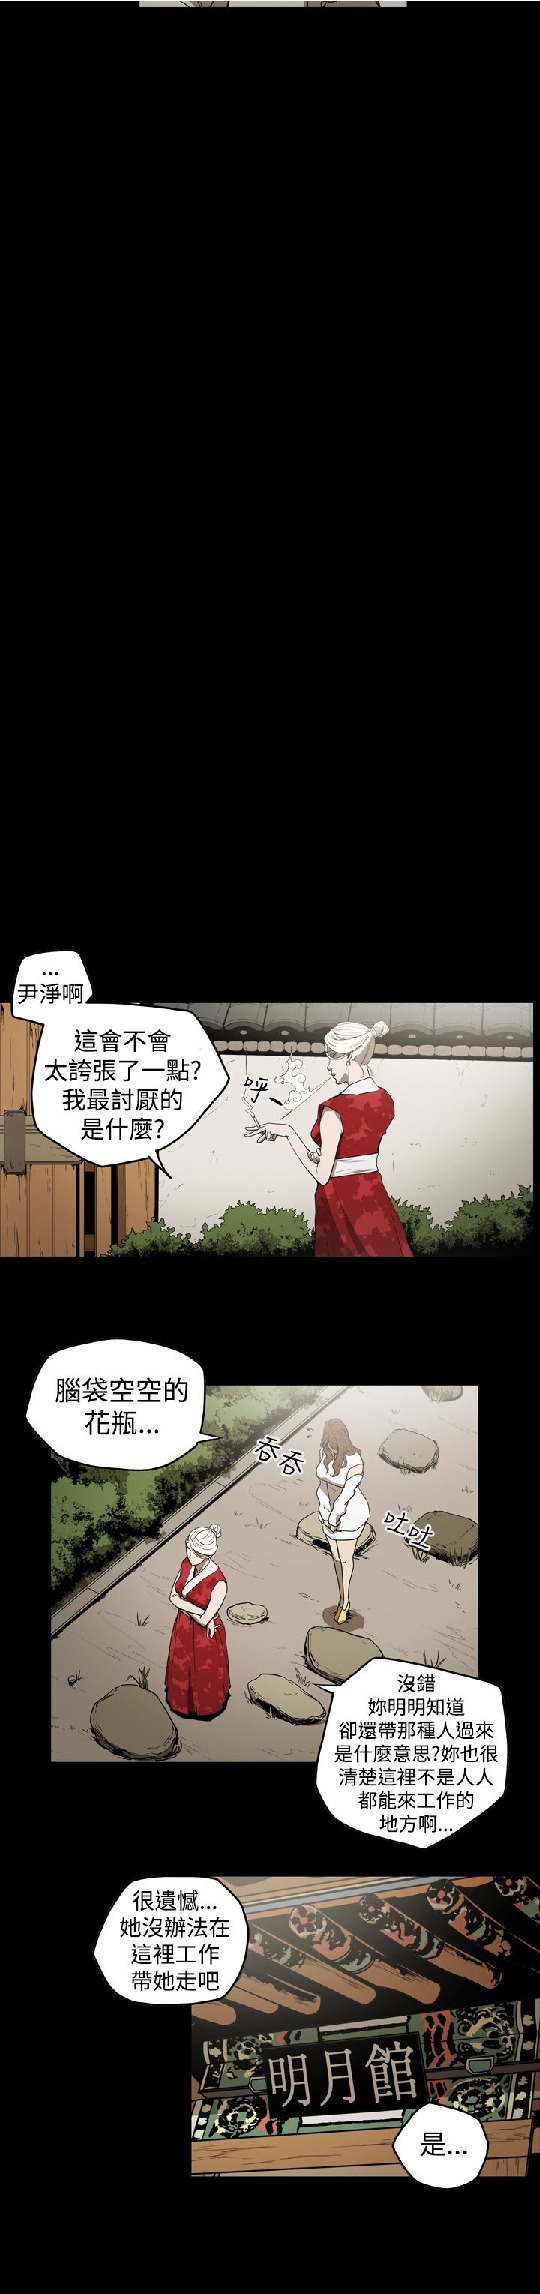 ...
尹淨啊
這會不會
太誇張了一點?
我最討厭的
是什麼?
呼~
腦袋空空的
花瓶...
吞吞
吐吐
沒錯
妳明明知道
卻還帶那種人過來
是什麼意思?妳也很
清楚這裡不是人人
都能來工作的
地方啊...
很遺憾...
她沒辦法在
這裡工作
帶她走吧
明月館
是...